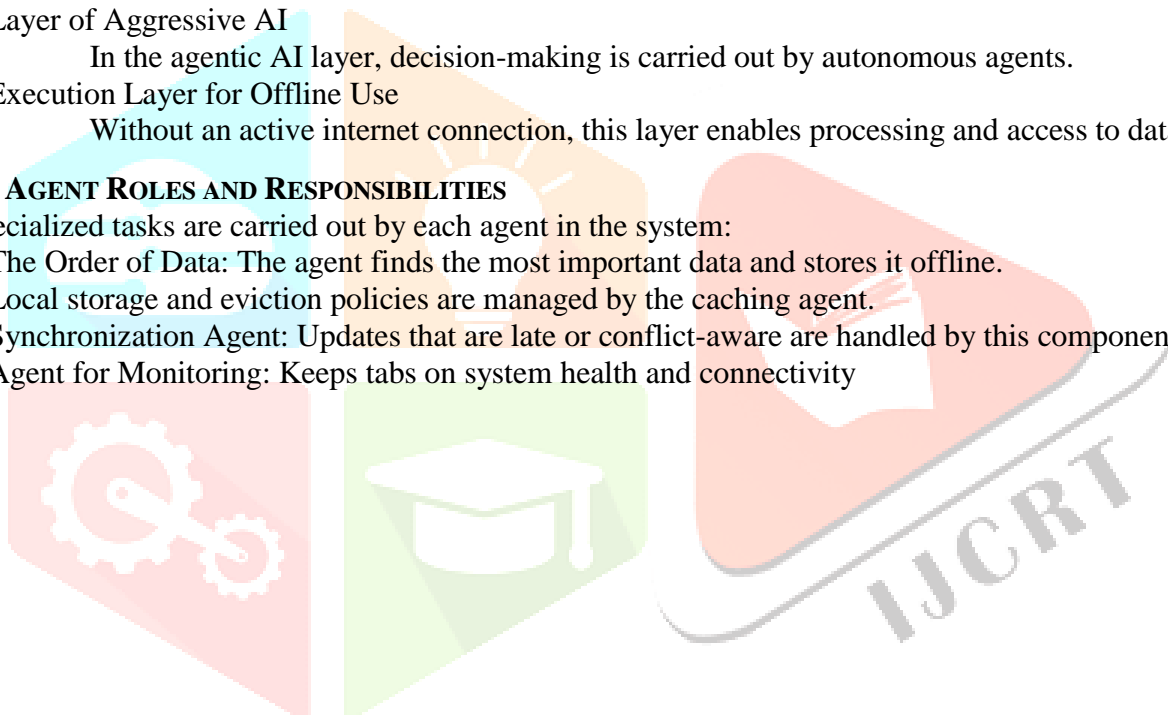 Layer of Aggressive AI
In the agentic AI layer, decision-making is carried out by autonomous agents.
Execution Layer for Offline Use
Without an active internet connection, this layer enables processing and access to dat
AGENT ROLES AND RESPONSIBILITIES
ecialized tasks are carried out by each agent in the system:
The Order of Data: The agent finds the most important data and stores it offline.
Local storage and eviction policies are managed by the caching agent.
Synchronization Agent: Updates that are late or conflict-aware are handled by this componen
Agent for Monitoring: Keeps tabs on system health and connectivity
IJCRT